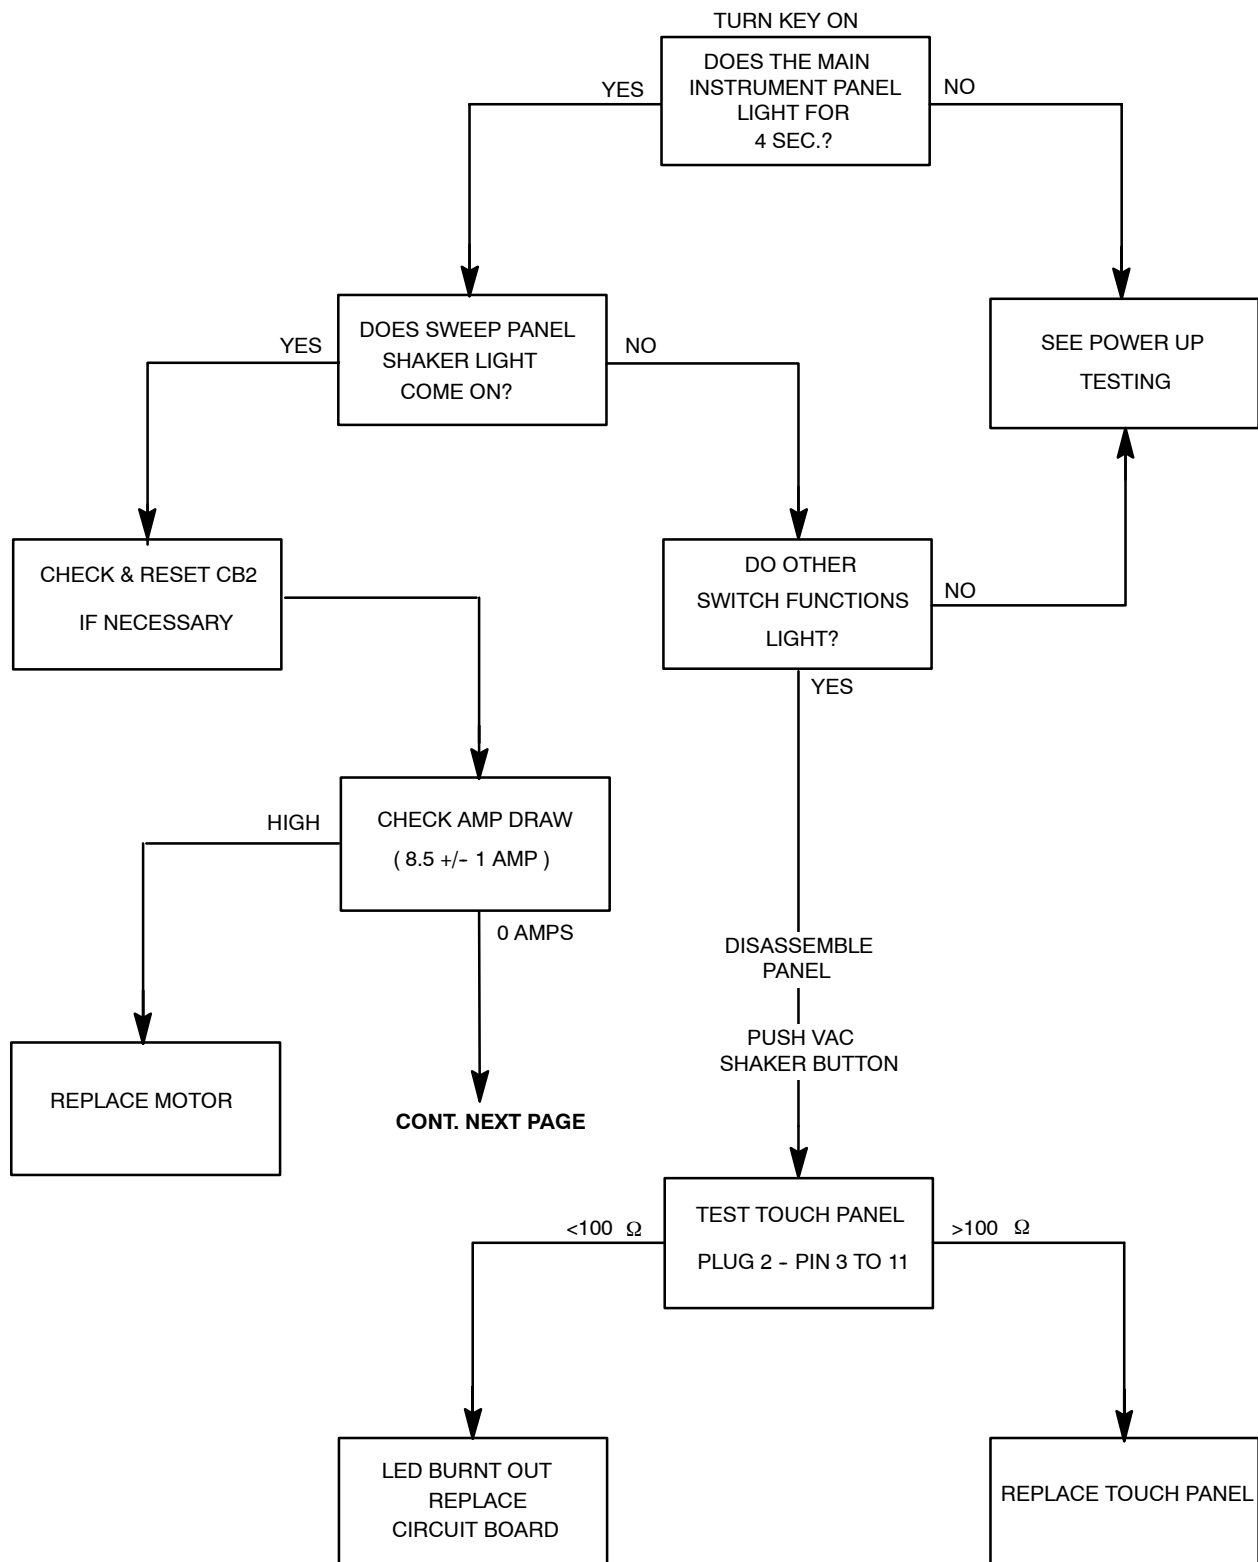 TURN KEY ON
DOES THE MAIN
INSTRUMENT PANEL
LIGHT FOR
4 SEC.?
YES
NO
DOES SWEEP PANEL
SHAKER LIGHT
COME ON?
YES
NO
SEE POWER UP
TESTING
CHECK & RESET CB2
IF NECESSARY
DO OTHER
SWITCH FUNCTIONS
LIGHT?
NO
YES
CHECK AMP DRAW
( 8.5 +/- 1 AMP )
HIGH
0 AMPS
DISASSEMBLE
PANEL
PUSH VAC
SHAKER BUTTON
REPLACE MOTOR
CONT. NEXT PAGE
TEST TOUCH PANEL
PLUG 2 - PIN 3 TO 11
<100 Ω
>100 Ω
LED BURNT OUT
REPLACE
CIRCUIT BOARD
REPLACE TOUCH PANEL